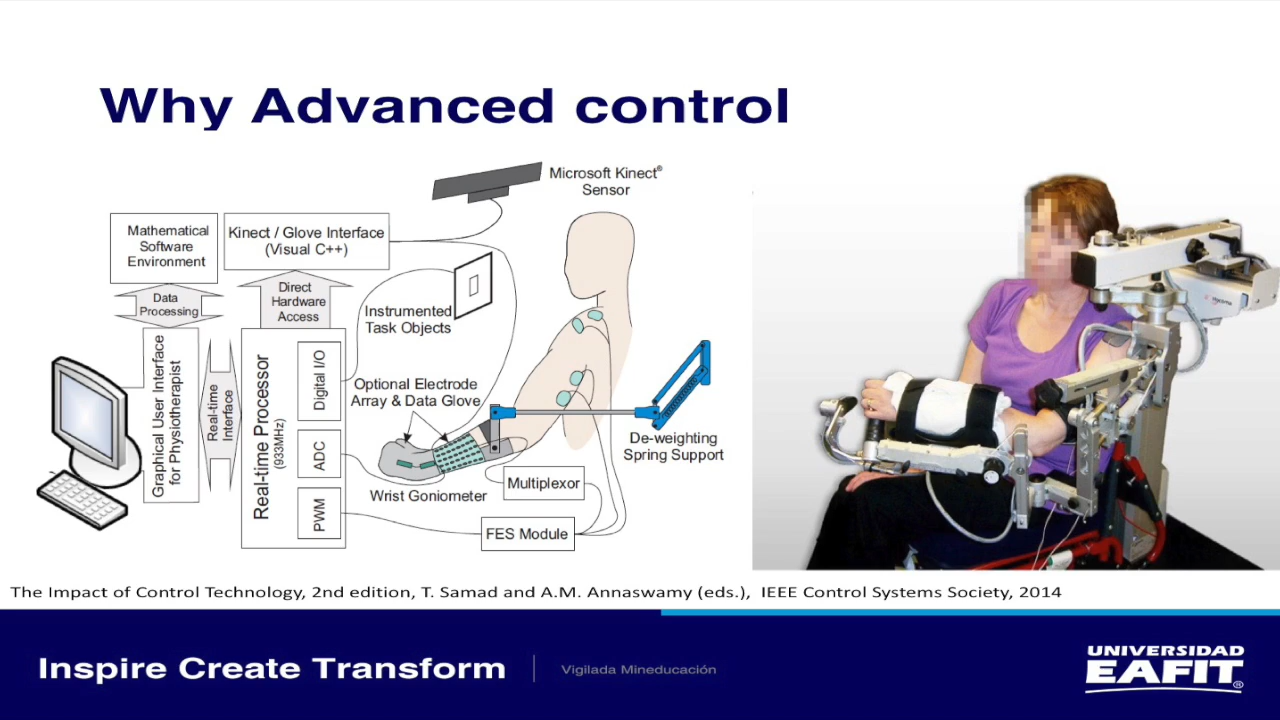 Why Advanced control
Microsoft Kinect®
Sensor
Mathematical
Software
Environment
Kinect / Glove Interface
(Visual C++)
Data
Processing
Direct
Hardware
Access
Instrumented
Task Objects
Graphical User Interface
for Physiotherapist
Real-time
Interface
Real-time Processor
(933MHz)
Digital I/O
ADC
PWM
Optional Electrode
Array & Data Glove
De-weighting
Spring Support
Wrist Goniometer
Multiplexor
FES Module
The Impact of Control Technology, 2nd edition, T. Samad and A.M. Annaswamy (eds.), IEEE Control Systems Society, 2014
Inspire Create Transform
Vigilada Mineducación
UNIVERSIDAD
EAFIT®